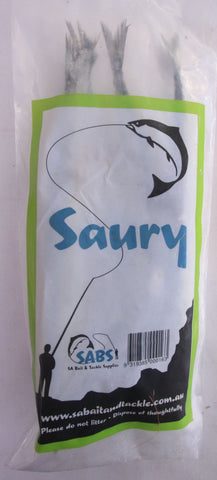 Saury
SABS
SA Bait & Tackle Supplies
www.sabaitandtackle.com.au
Please do not litter - Dispose of thoughtfully